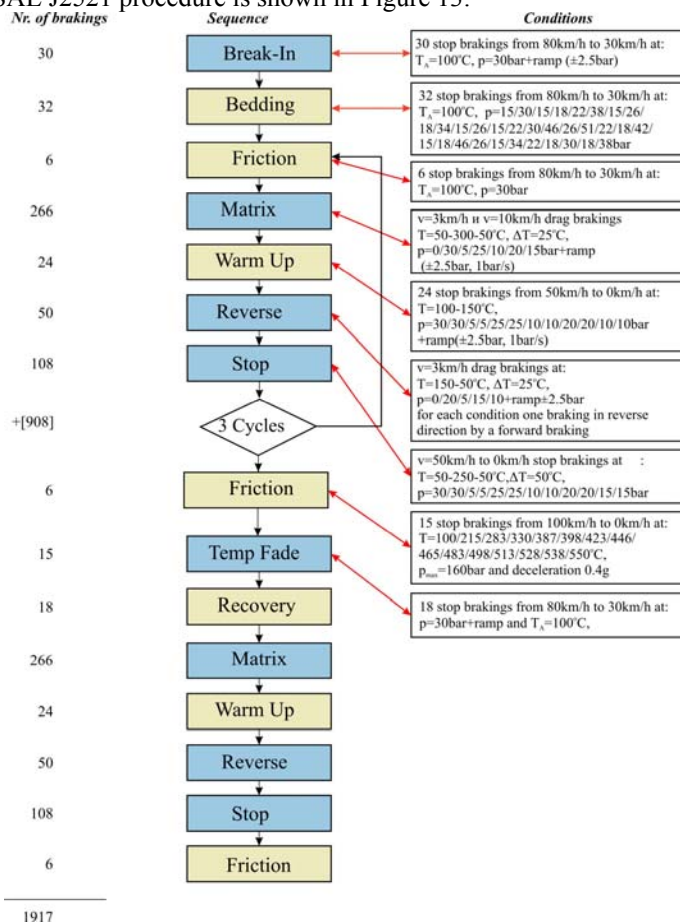 SAE J2521 procedure is shown in Figure 15.
Nr. of brakings
30
32
6
266
24
50
108
+[908]
6
15
18
266
24
50
108
6
1917
Sequence
Break-In
Bedding
Friction
Matrix
Warm Up
Reverse
Stop
3 Cycles
Friction
Temp Fade
Recovery
Matrix
Warm Up
Reverse
Stop
Friction
Conditions
30 stop brakings from 80km/h to 30km/h at:
T_A=100°C, p=30bar+ramp (±2.5bar)
32 stop brakings from 80km/h to 30km/h at:
T_A=100°C, p=15/30/15/18/22/38/15/26/
18/34/15/26/15/22/30/46/26/51/22/18/42/
15/18/46/26/15/34/22/18/30/18/38bar
6 stop brakings from 80km/h to 30km/h at:
T_A=100°C, p=30bar
v=3km/h и v=10km/h drag brakings
T=50-300-50°C, ΔT=25°C,
p=0/30/5/25/10/20/15bar+ramp
(±2.5bar, 1bar/s)
24 stop brakings from 50km/h to 0km/h at:
T=100-150°C,
p=30/30/5/5/25/25/10/10/20/20/10/10bar
+ramp(±2.5bar, 1bar/s)
v=3km/h drag brakings at:
T=150-50°C, ΔT=25°C,
p=0/20/5/15/10+ramp±2.5bar
for each condition one braking in reverse
direction by a forward braking
v=50km/h to 0km/h stop brakings at :
T=50-250-50°C,ΔT=50°C,
p=30/30/5/5/25/25/10/10/20/20/15/15bar
15 stop brakings from 100km/h to 0km/h at:
T=100/215/283/330/387/398/423/446/
465/483/498/513/528/538/550°C,
p_max=160bar and deceleration 0.4g
18 stop brakings from 80km/h to 30km/h at:
p=30bar+ramp and T_A=100°C,